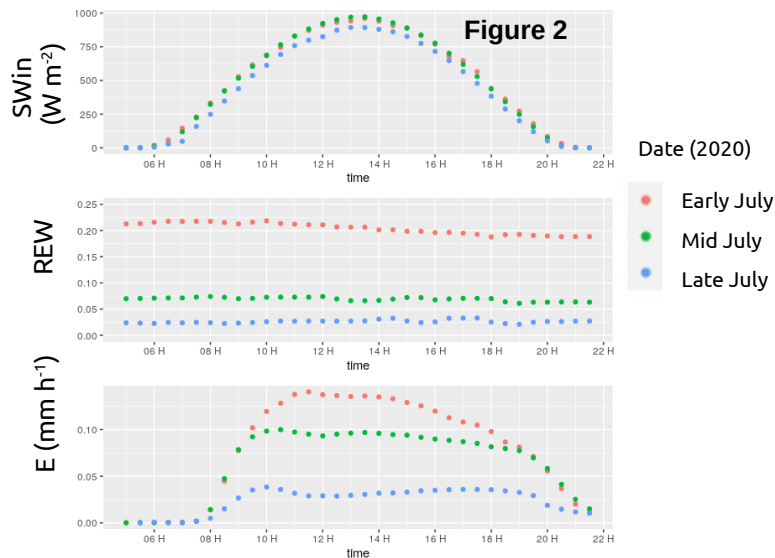 Figure 2
SWin
(W m-2)
1000
750
500
250
0
06 H 08 H 10 H 12 H 14 H 16 H 18 H 20 H 22 H
time
Date (2020)
Early July
Mid July
Late July
REW
0.25
0.20
0.15
0.10
0.05
0.00
06 H 08 H 10 H 12 H 14 H 16 H 18 H 20 H 22 H
time
E (mm h-1)
0.10
0.05
0.00
06 H 08 H 10 H 12 H 14 H 16 H 18 H 20 H 22 H
time